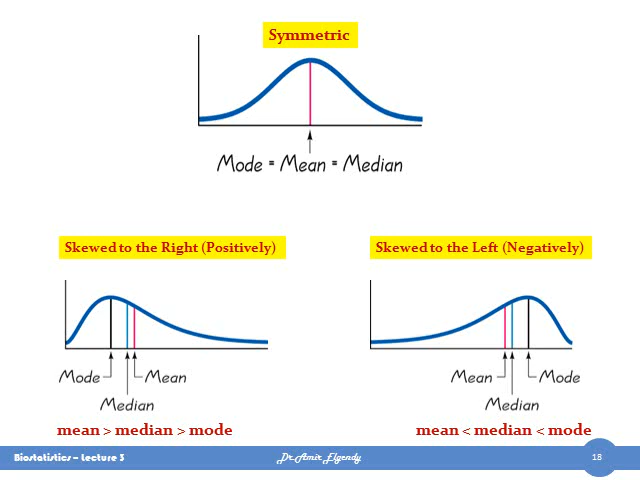 Symmetric
Mode = Mean = Median
Skewed to the Right (Positively)
Skewed to the Left (Negatively)
Mode
Mean
Median
Mean
Mode
Median
mean > median > mode
mean < median < mode
Biostatistics – Lecture 3
Dr. Amir Elgendy
18